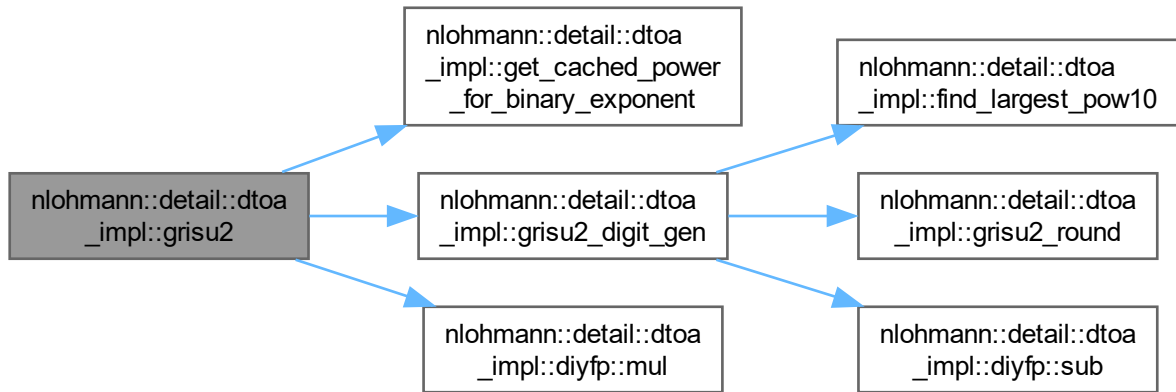 nlohmann::detail::dtoa
_impl::grisu2
nlohmann::detail::dtoa
_impl::get_cached_power
_for_binary_exponent
nlohmann::detail::dtoa
_impl::grisu2_digit_gen
nlohmann::detail::dtoa
_impl::diyfp::mul
nlohmann::detail::dtoa
_impl::find_largest_pow10
nlohmann::detail::dtoa
_impl::grisu2_round
nlohmann::detail::dtoa
_impl::diyfp::sub